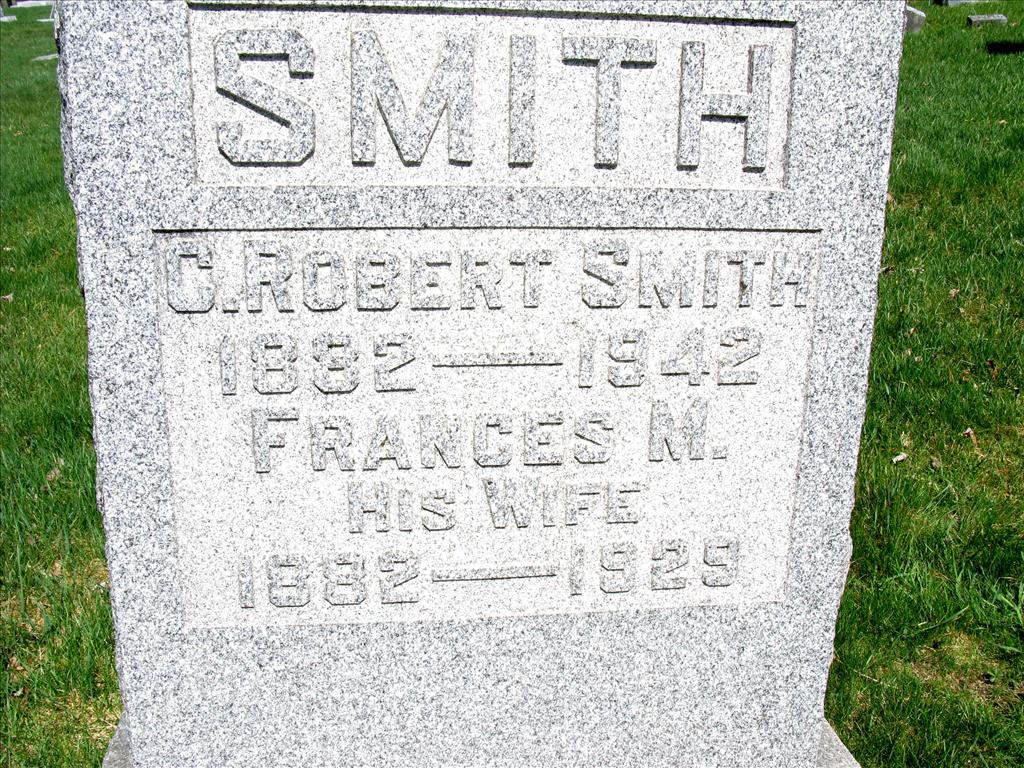 SMITH
C. ROBERT SMITH
1882 — 1942
FRANCES M.
HIS WIFE
1882 — 1929